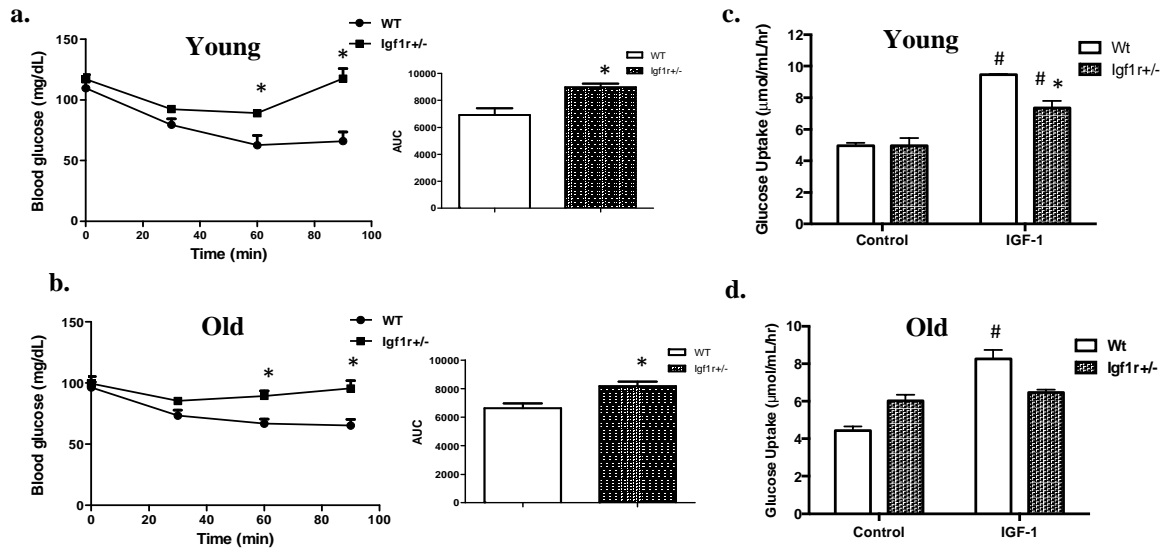 a.
Young
WT
Igf1r+/-
Blood glucose (mg/dL)
150
100
50
0
*
*
0 20 40 60 80 100
Time (min)
WT
Igf1r+/-
AUC
10000
8000
6000
4000
2000
0
*
b.
Old
WT
Igf1r+/-
Blood glucose (mg/dL)
150
100
50
0
*
*
0 20 40 60 80 100
Time (min)
WT
Igf1r+/-
AUC
10000
8000
6000
4000
2000
0
*
c.
Young
Wt
Igf1r+/-
Glucose Uptake (μmol/mL/hr)
12
10
8
6
4
2
0
#
# *
Control IGF-1
d.
Old
Wt
Igf1r+/-
Glucose Uptake (μmol/mL/hr)
10
8
6
4
2
0
#
Control IGF-1